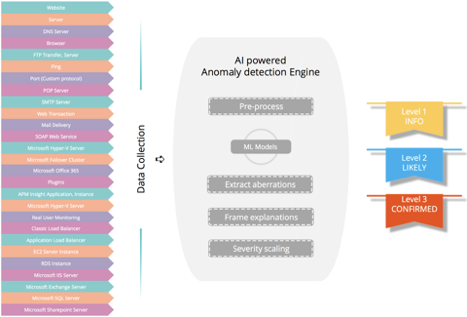 Website
Server
DNS Server
Browser
FTP Transfer, Server
Ping
Port (Custom protocol)
POP Server
SMTP Server
Web Transaction
Mail Delivery
SOAP Web Service
Microsoft Hyper-V Server
Microsoft Failover Cluster
Microsoft Office 365
Plugins
APM Insight Application, Instance
Microsoft Hyper-V Server
Real User Monitoring
Classic Load Balancer
Application Load Balancer
EC2 Server Instance
RDS Instance
Microsoft IIS Server
Microsoft Exchange Server
Microsoft SQL Server
Microsoft Sharepoint Server
Data Collection
AI powered
Anomaly detection Engine
Pre-process
ML Models
Extract aberrations
Frame explanations
Severity scaling
Level 1
INFO
Level 2
LIKELY
Level 3
CONFIRMED